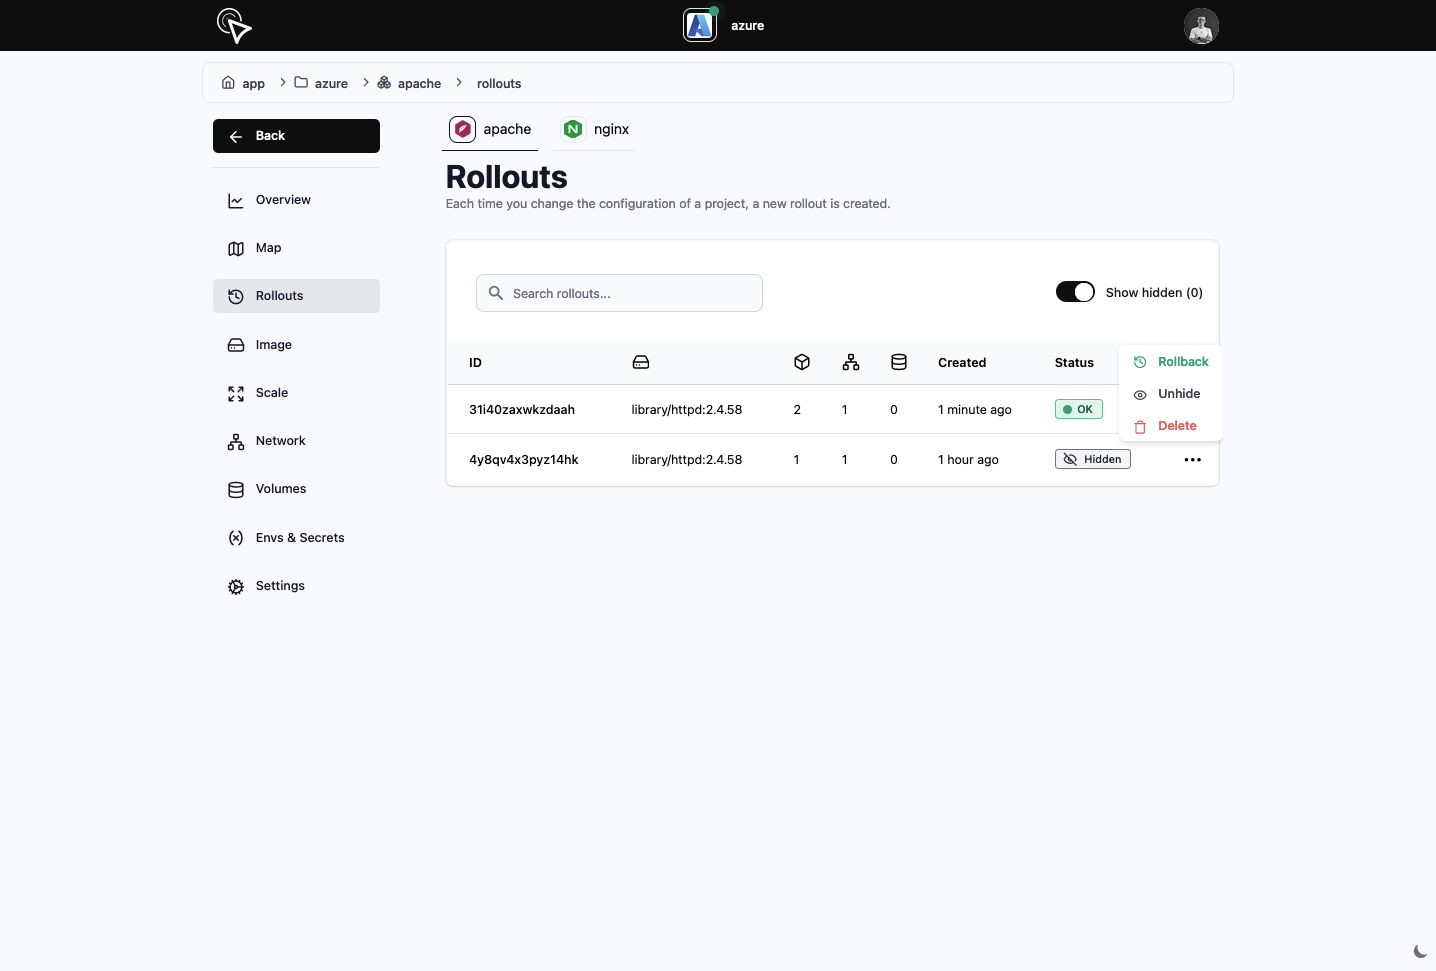 azure
app
azure
apache
rollouts
Back
apache
nginx
Rollouts
Each time you change the configuration of a project, a new rollout is created.
Overview
Map
Rollouts
Image
Scale
Network
Volumes
Envs & Secrets
Settings
Search rollouts...
Show hidden (0)
ID Created Status
31i40zaxwkzdaah library/httpd:2.4.58 2 1 0 1 minute ago OK
4y8qv4x3pyz14hk library/httpd:2.4.58 1 1 0 1 hour ago Hidden
Rollback
Unhide
Delete